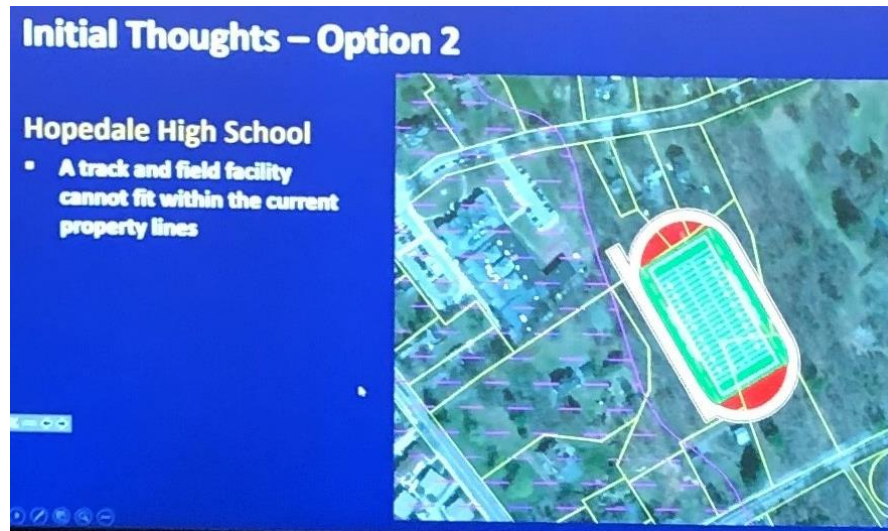 Initial Thoughts – Option 2
Hopedale High School
▪ A track and field facility
cannot fit within the current
property lines